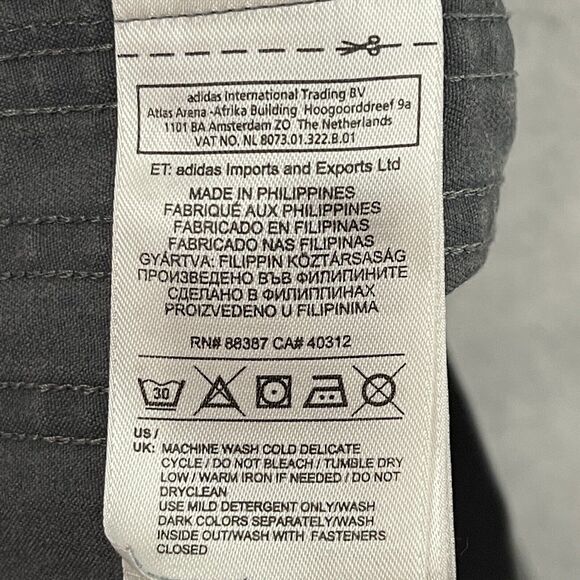 adidas International Trading BV
Atlas Arena -Afrika Building Hoogoorddreef 9a
1101 BA Amsterdam ZO The Netherlands
VAT NO. NL 8073.01.322.B.01
ET: adidas Imports and Exports Ltd
MADE IN PHILIPPINES
FABRIQUÉ AUX PHILIPPINES
FABRICADO EN FILIPINAS
FABRICADO NAS FILIPINAS
GYÁRTVA: FILIPPIN KÖZTÁRSASÁG
ПРОИЗВЕДЕНО ВЪВ ФИЛИПИНИТЕ
СДЕЛАНО В ФИЛИППИНАХ
PROIZVEDENO U FILIPINIMA
RN# 88387 CA# 40312
30
US /
UK: MACHINE WASH COLD DELICATE
CYCLE / DO NOT BLEACH / TUMBLE DRY
LOW / WARM IRON IF NEEDED / DO NOT
DRYCLEAN
USE MILD DETERGENT ONLY/WASH
DARK COLORS SEPARATELY/WASH
INSIDE OUT/WASH WITH FASTENERS
CLOSED